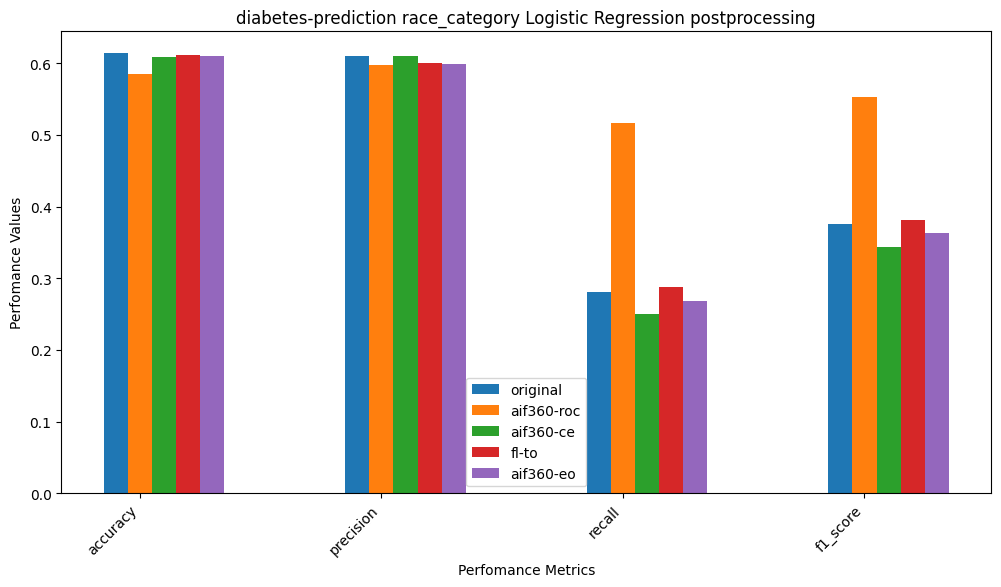 diabetes-prediction race_category Logistic Regression postprocessing
Perfomance Values
0.6
0.5
0.4
0.3
0.2
0.1
0.0
original
aif360-roc
aif360-ce
fl-to
aif360-eo
accuracy
precision
recall
f1_score
Perfomance Metrics